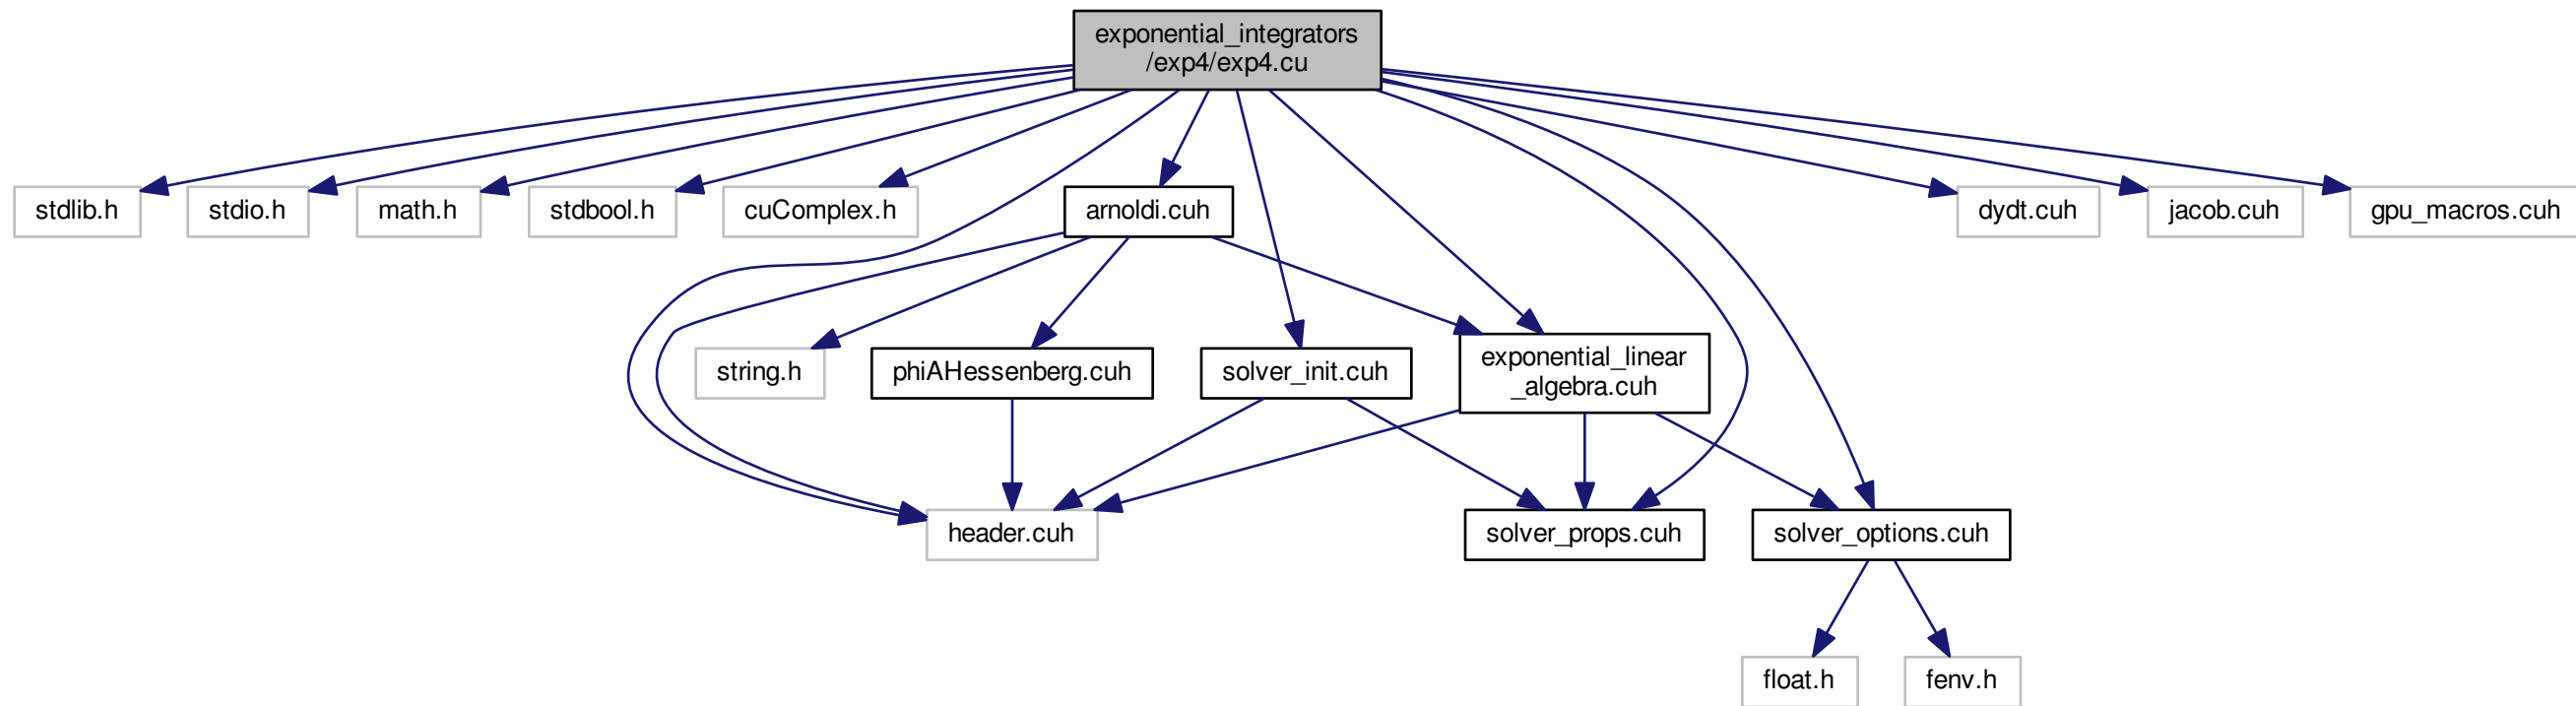 exponential_integrators
/exp4/exp4.cu
stdlib.h
stdio.h
math.h
stdbool.h
cuComplex.h
arnoldi.cuh
dydt.cuh
jacob.cuh
gpu_macros.cuh
string.h
phiAHessenberg.cuh
solver_init.cuh
exponential_linear
_algebra.cuh
header.cuh
solver_props.cuh
solver_options.cuh
float.h
fenv.h